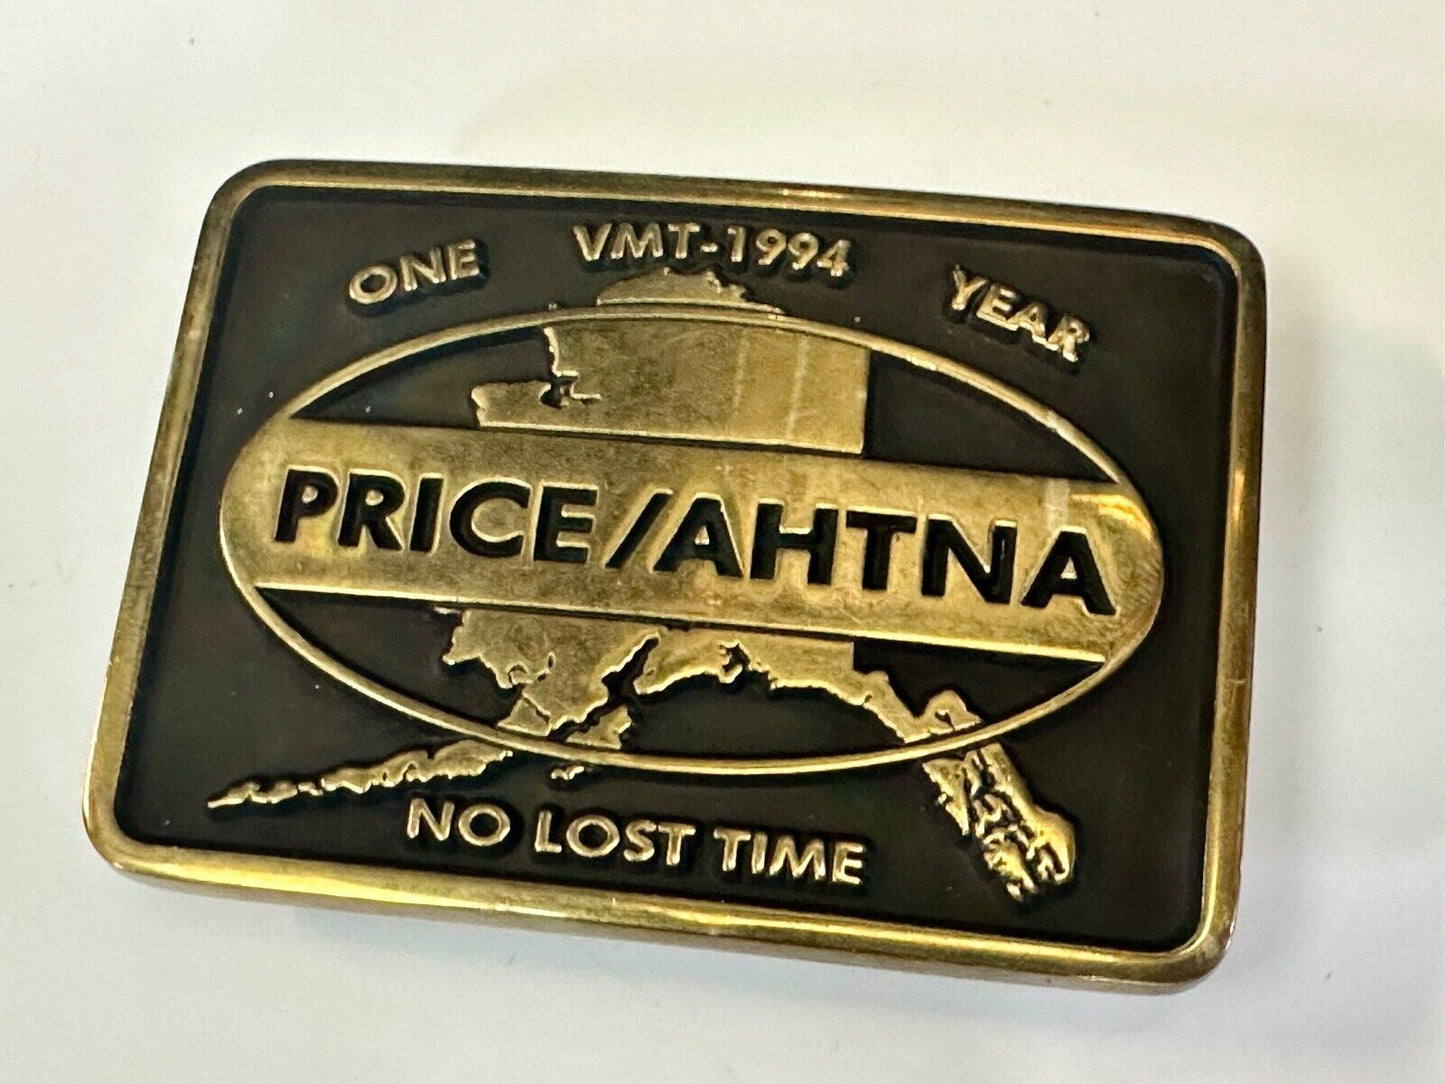 VMT-1994
ONE YEAR
PRICE/AHTNA
NO LOST TIME